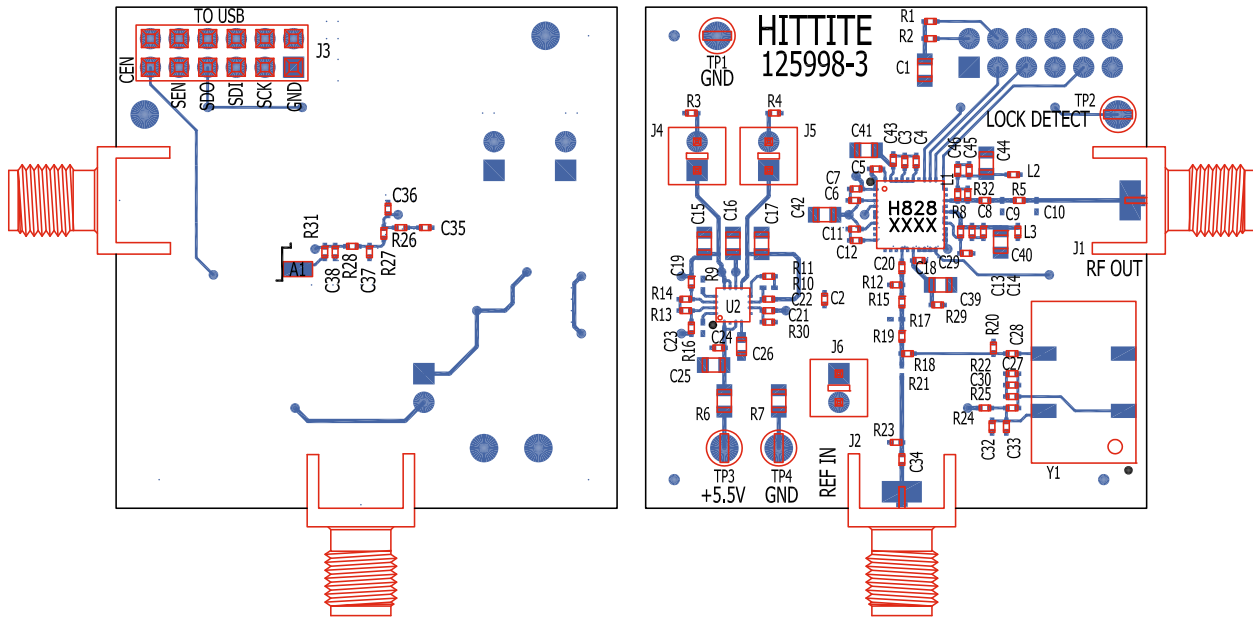 TO USB
J3
CEN
SEN
SDO
SDI
SCK
GND
C36
R31
R26
C35
A1
C38
R28
C37
R27
TP1
GND
HITTITE
125998-3
R1
R2
C1
TP2
LOCK DETECT
R3
R4
J4
J5
C41
C43
C3
C4
C46
C45
C44
C5
C7
C6
L1
L2
R32
R5
C42
H828
XXXX
R8
C8
C9
C10
C15
C16
C17
C11
C12
L3
C40
J1
RF OUT
C19
R9
R11
R10
C20
C18
C29
C13
C14
R12
R14
R13
U2
C22
C21
R30
C2
R15
C39
R29
C23
R16
C24
C26
R17
R19
R20
C28
C25
J6
R18
R22
C27
C30
R21
R25
R6
R7
R24
J2
R23
C32
C33
C34
TP3
+5.5V
TP4
GND
REF IN
Y1